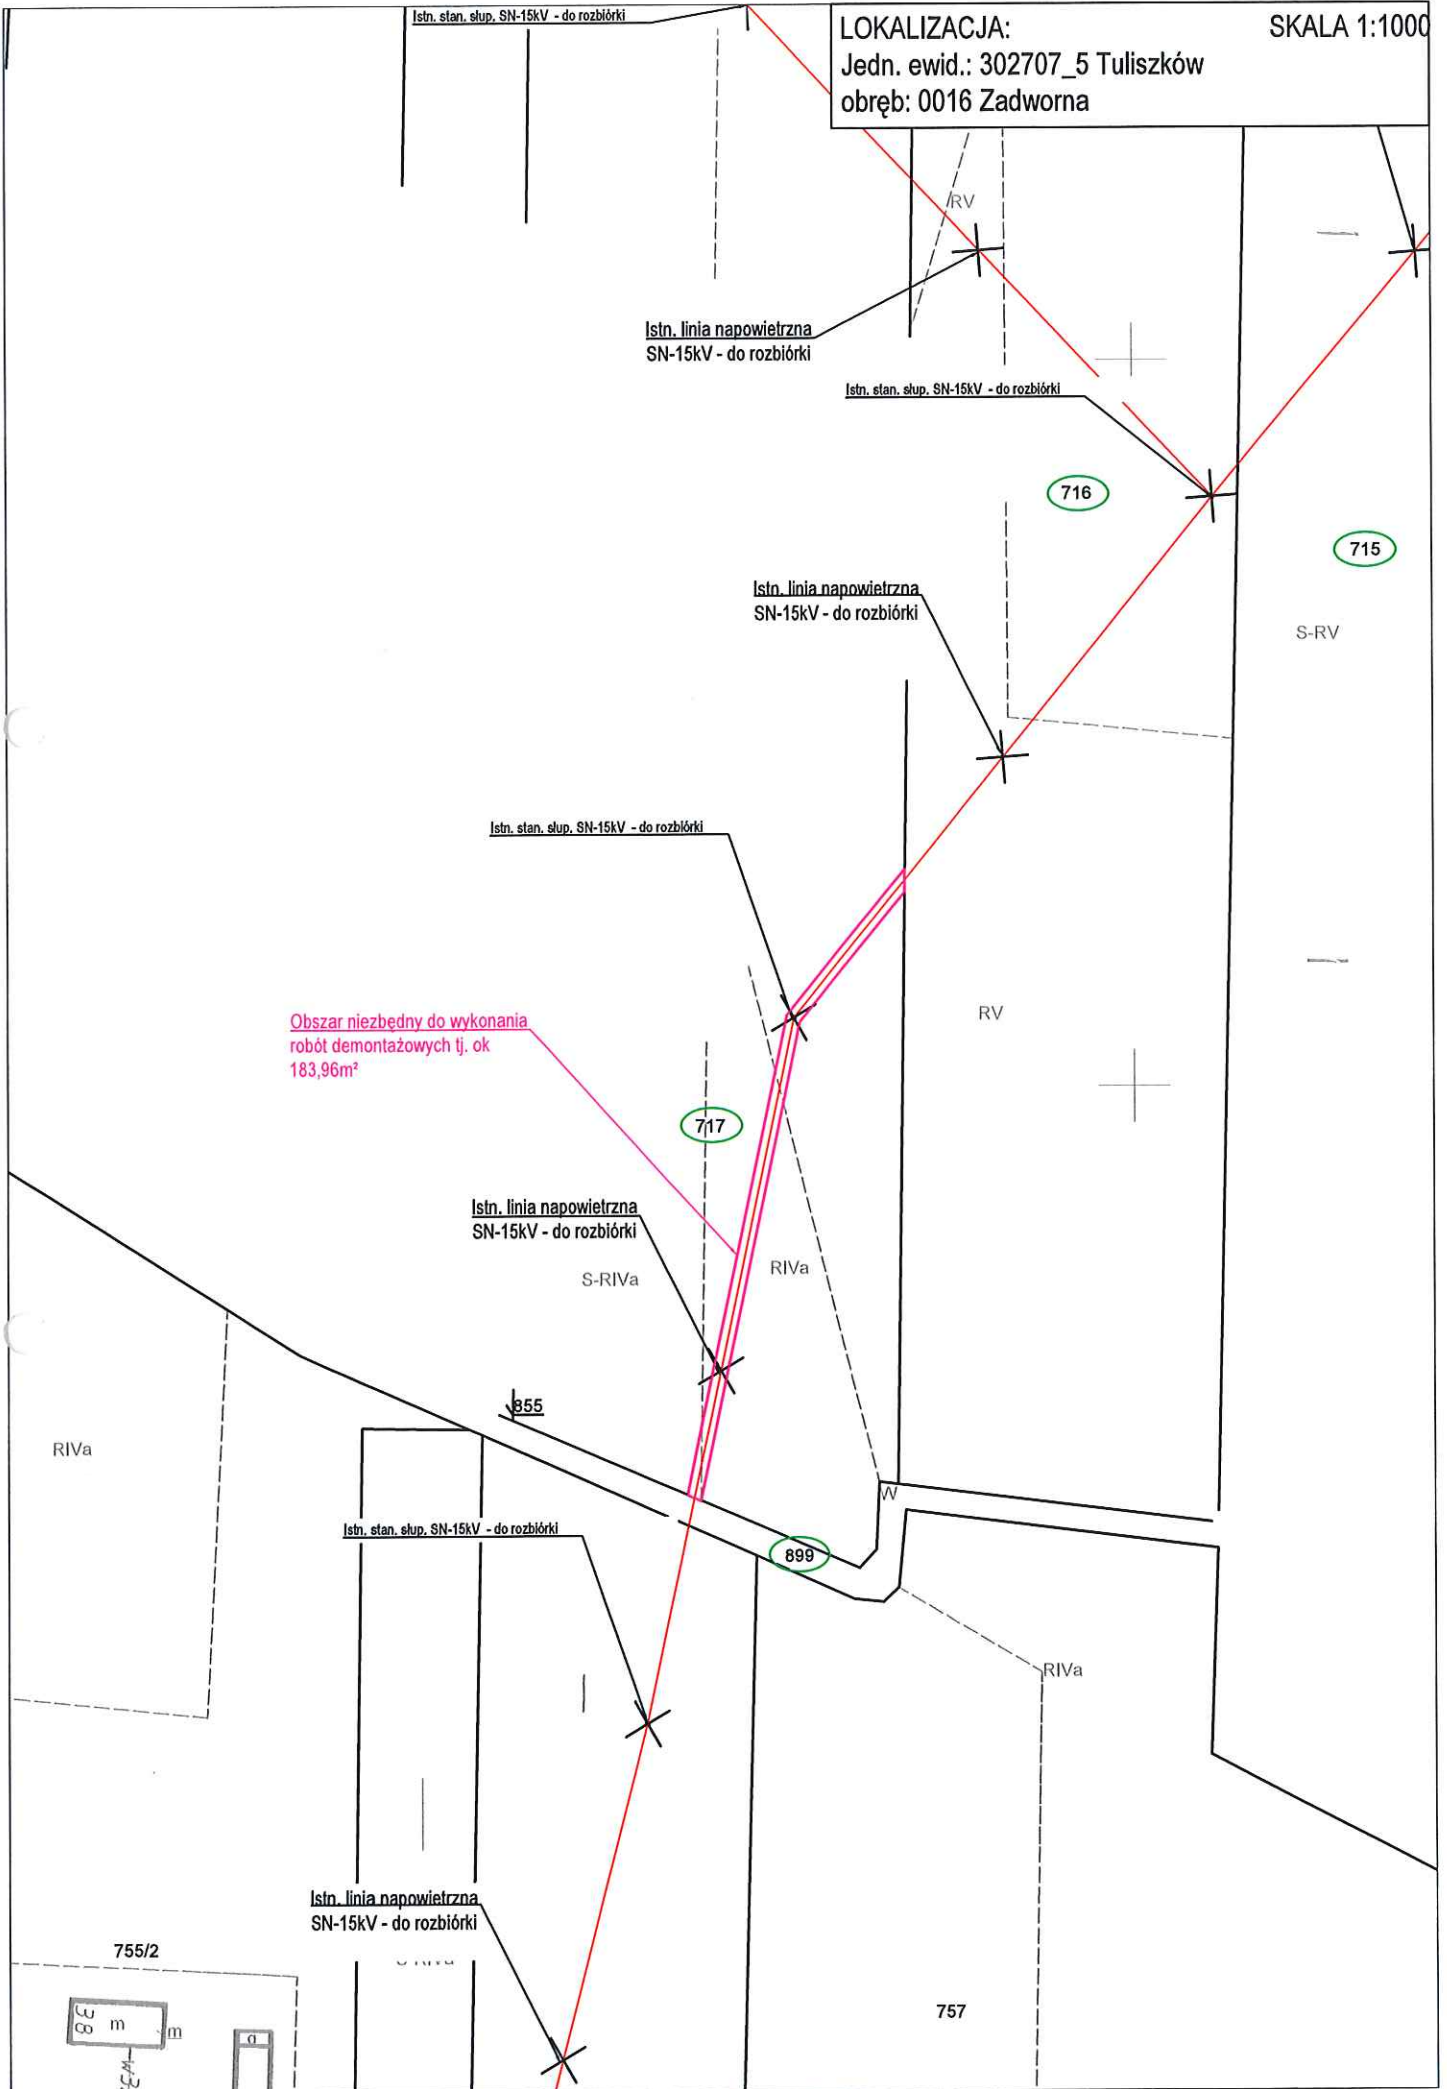 Istn. stan. słup. SN-15kV - do rozbiórki
LOKALIZACJA: SKALA 1:1000
Jedn. ewid.: 302707_5 Tuliszków
obręb: 0016 Zadworna
RV
Istn. linia napowietrzna
SN-15kV - do rozbiórki
Istn. stan. słup. SN-15kV - do rozbiórki
716
715
Istn. linia napowietrzna
SN-15kV - do rozbiórki
S-RV
Istn. stan. słup. SN-15kV - do rozbiórki
RV
Obszar niezbędny do wykonania
robót demontażowych tj. ok
183,96m²
717
Istn. linia napowietrzna
SN-15kV - do rozbiórki
RIVa
S-RIVa
855
RIVa
W
Istn. stan. słup. SN-15kV - do rozbiórki
899
RIVa
Istn. linia napowietrzna
SN-15kV - do rozbiórki
755/2
757
38
m
m